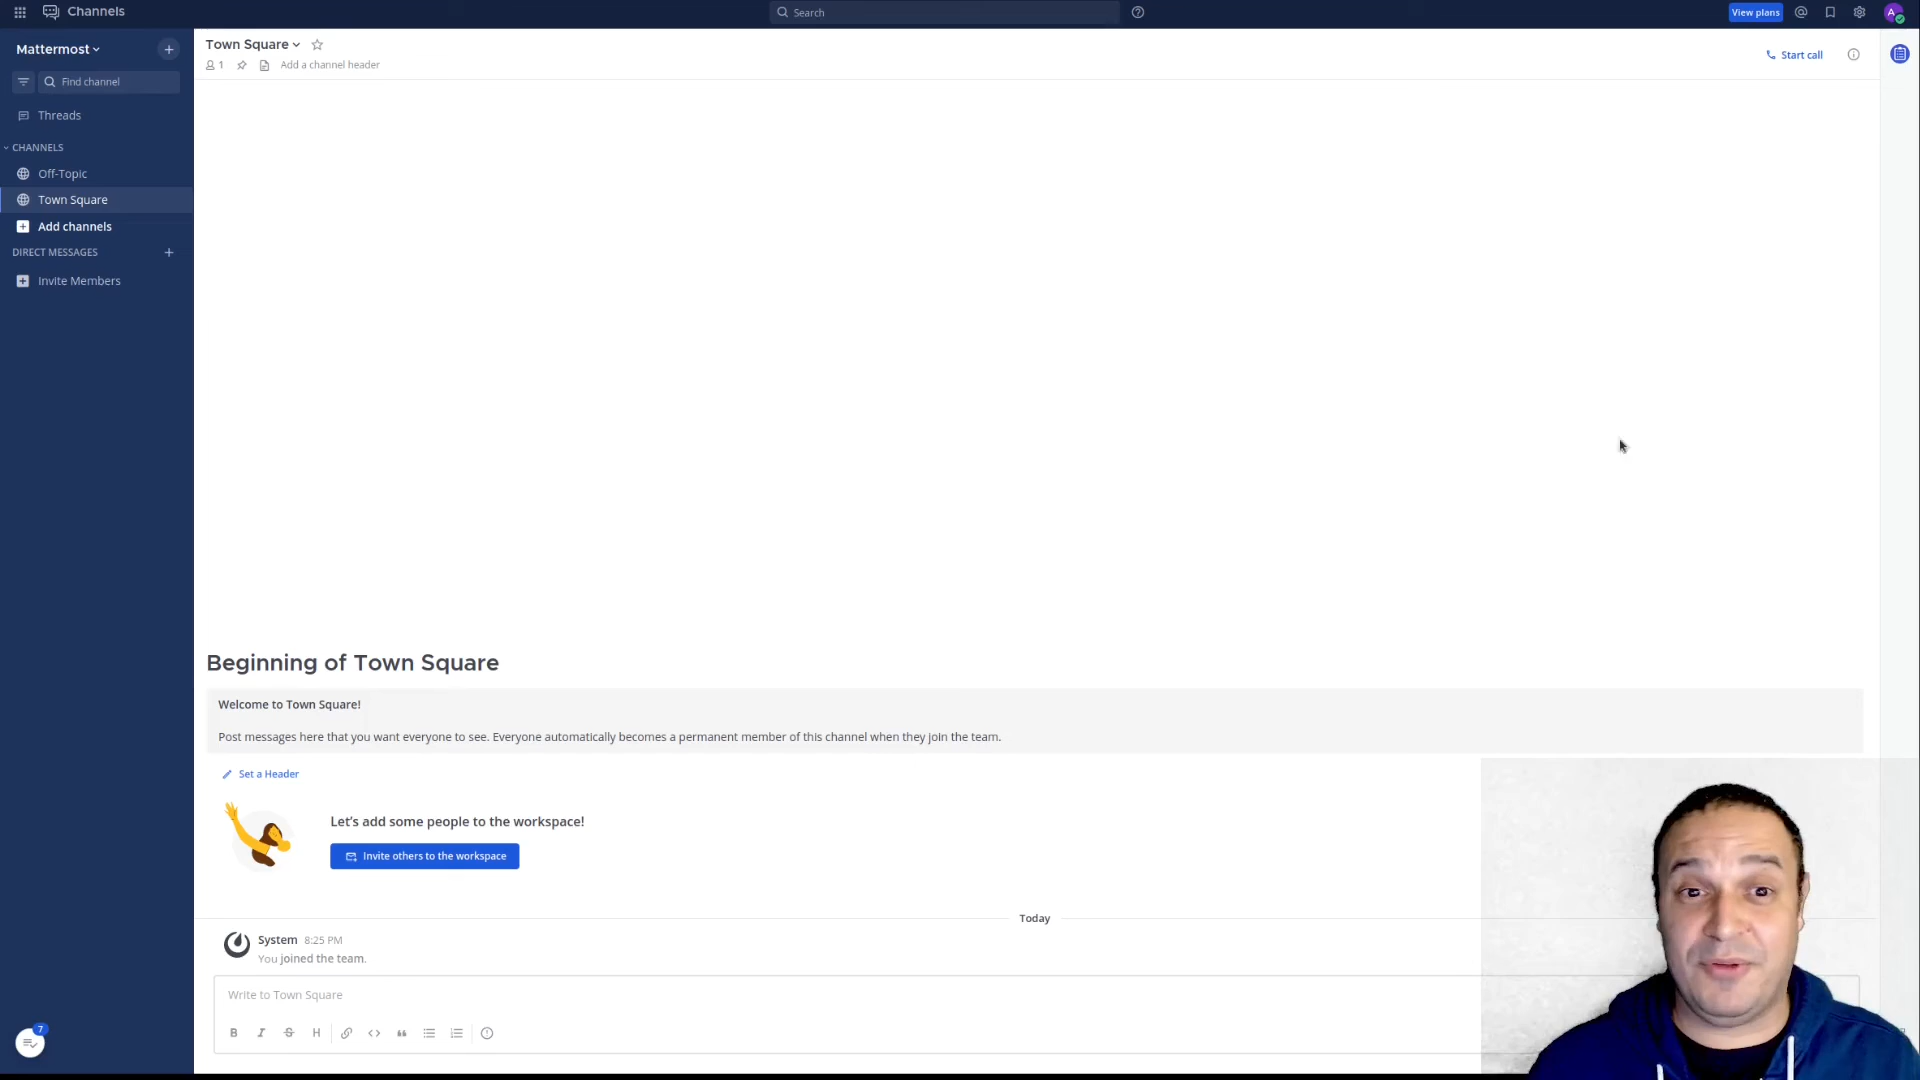 Channels
Search
View plans
A
Mattermost
Town Square
1
Add a channel header
Start call
Find channel
Threads
CHANNELS
Off-Topic
Town Square
Add channels
DIRECT MESSAGES
Invite Members
Beginning of Town Square
Welcome to Town Square!
Post messages here that you want everyone to see. Everyone automatically becomes a permanent member of this channel when they join the team.
Set a Header
Let's add some people to the workspace!
Invite others to the workspace
Today
System 8:25 PM
You joined the team.
Write to Town Square
B I S H
7